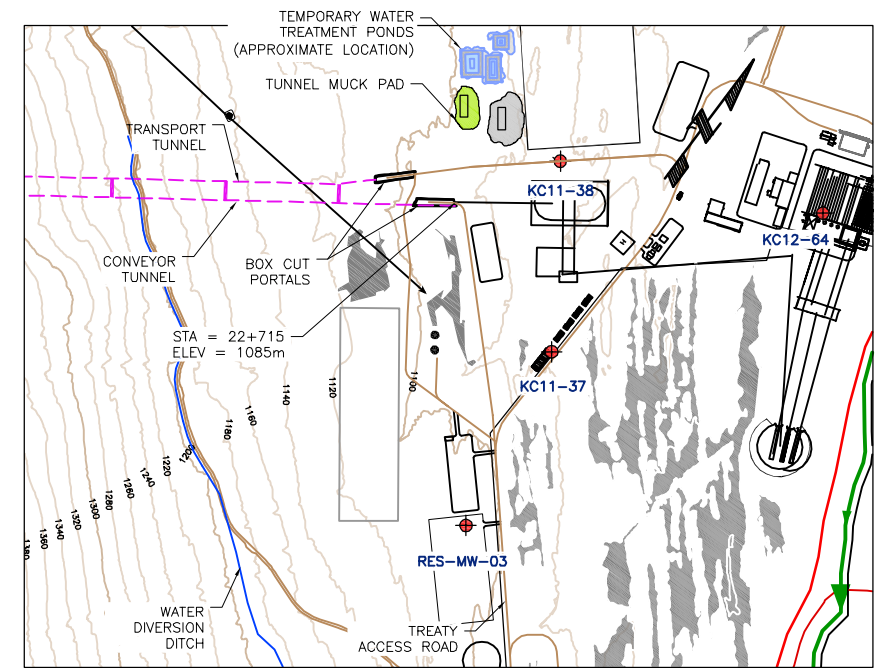 TEMPORARY WATER
TREATMENT PONDS
(APPROXIMATE LOCATION)
TUNNEL MUCK PAD
TRANSPORT
TUNNEL
KC11-38
KC12-64
CONVEYOR
TUNNEL
BOX CUT
PORTALS
M
STA = 22+715
ELEV = 1085m
KC11-37
1100
1120
1140
1160
1180
1200
1220
1240
1260
1280
1300
1320
1340
1360
1380
RES-MW-03
WATER
DIVERSION
DITCH
TREATY
ACCESS ROAD